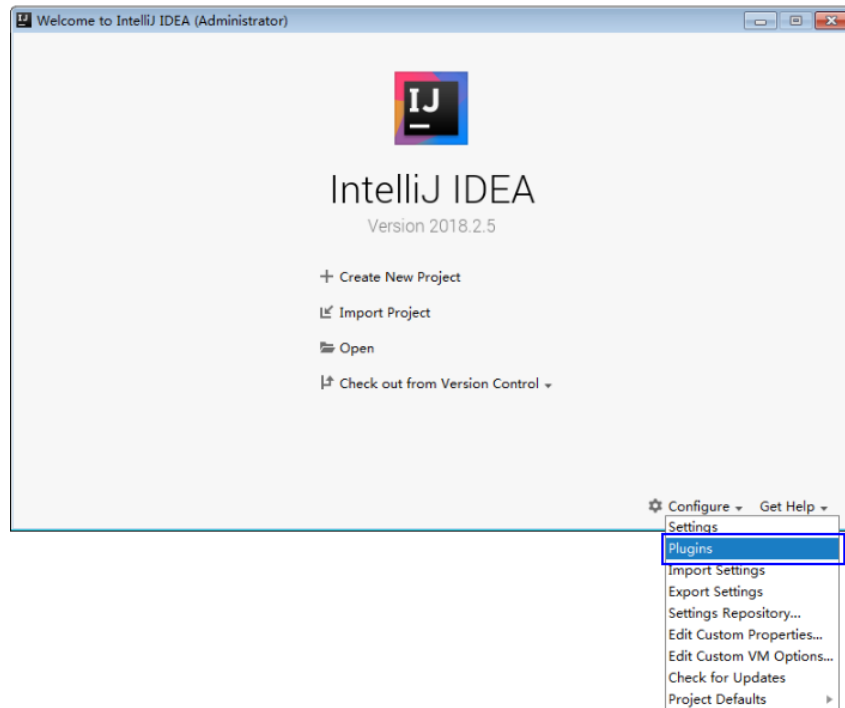 Welcome to IntelliJ IDEA (Administrator)
IJ
IntelliJ IDEA
Version 2018.2.5
Create New Project
Import Project
Open
Check out from Version Control
Configure Get Help
Settings
Plugins
Import Settings
Export Settings
Settings Repository...
Edit Custom Properties...
Edit Custom VM Options...
Check for Updates
Project Defaults